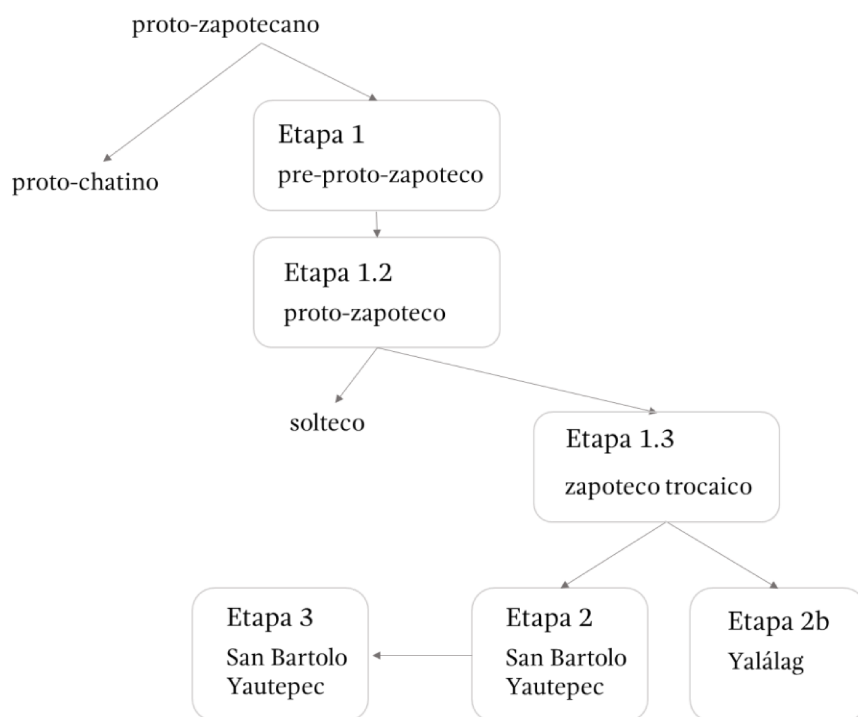 proto-zapotecano
Etapa 1
pre-proto-zapoteco
proto-chatino
Etapa 1.2
proto-zapoteco
solteco
Etapa 1.3
zapoteco trocaico
Etapa 3
San Bartolo
Yautepec
Etapa 2
San Bartolo
Yautepec
Etapa 2b
Yalálag